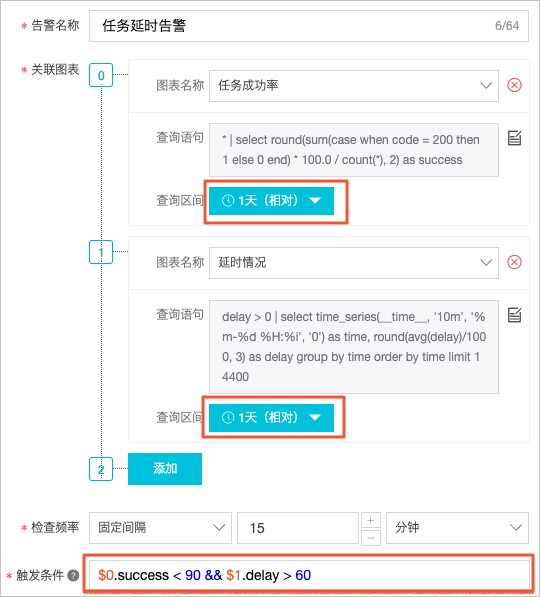 * 告警名称 任务延时告警 6/64
* 关联图表
0
图表名称 任务成功率
查询语句
* | select round(sum(case when code = 200 then
1 else 0 end) * 100.0 / count(*), 2) as success
查询区间 1天（相对）
1
图表名称 延时情况
查询语句
delay > 0 | select time_series(__time__, '10m', '%
m-%d %H:%i', '0') as time, round(avg(delay)/100
0, 3) as delay group by time order by time limit 1
4400
查询区间 1天（相对）
2 添加
* 检查频率 固定间隔 15 + − 分钟
* 触发条件 ? $0.success < 90 && $1.delay > 60